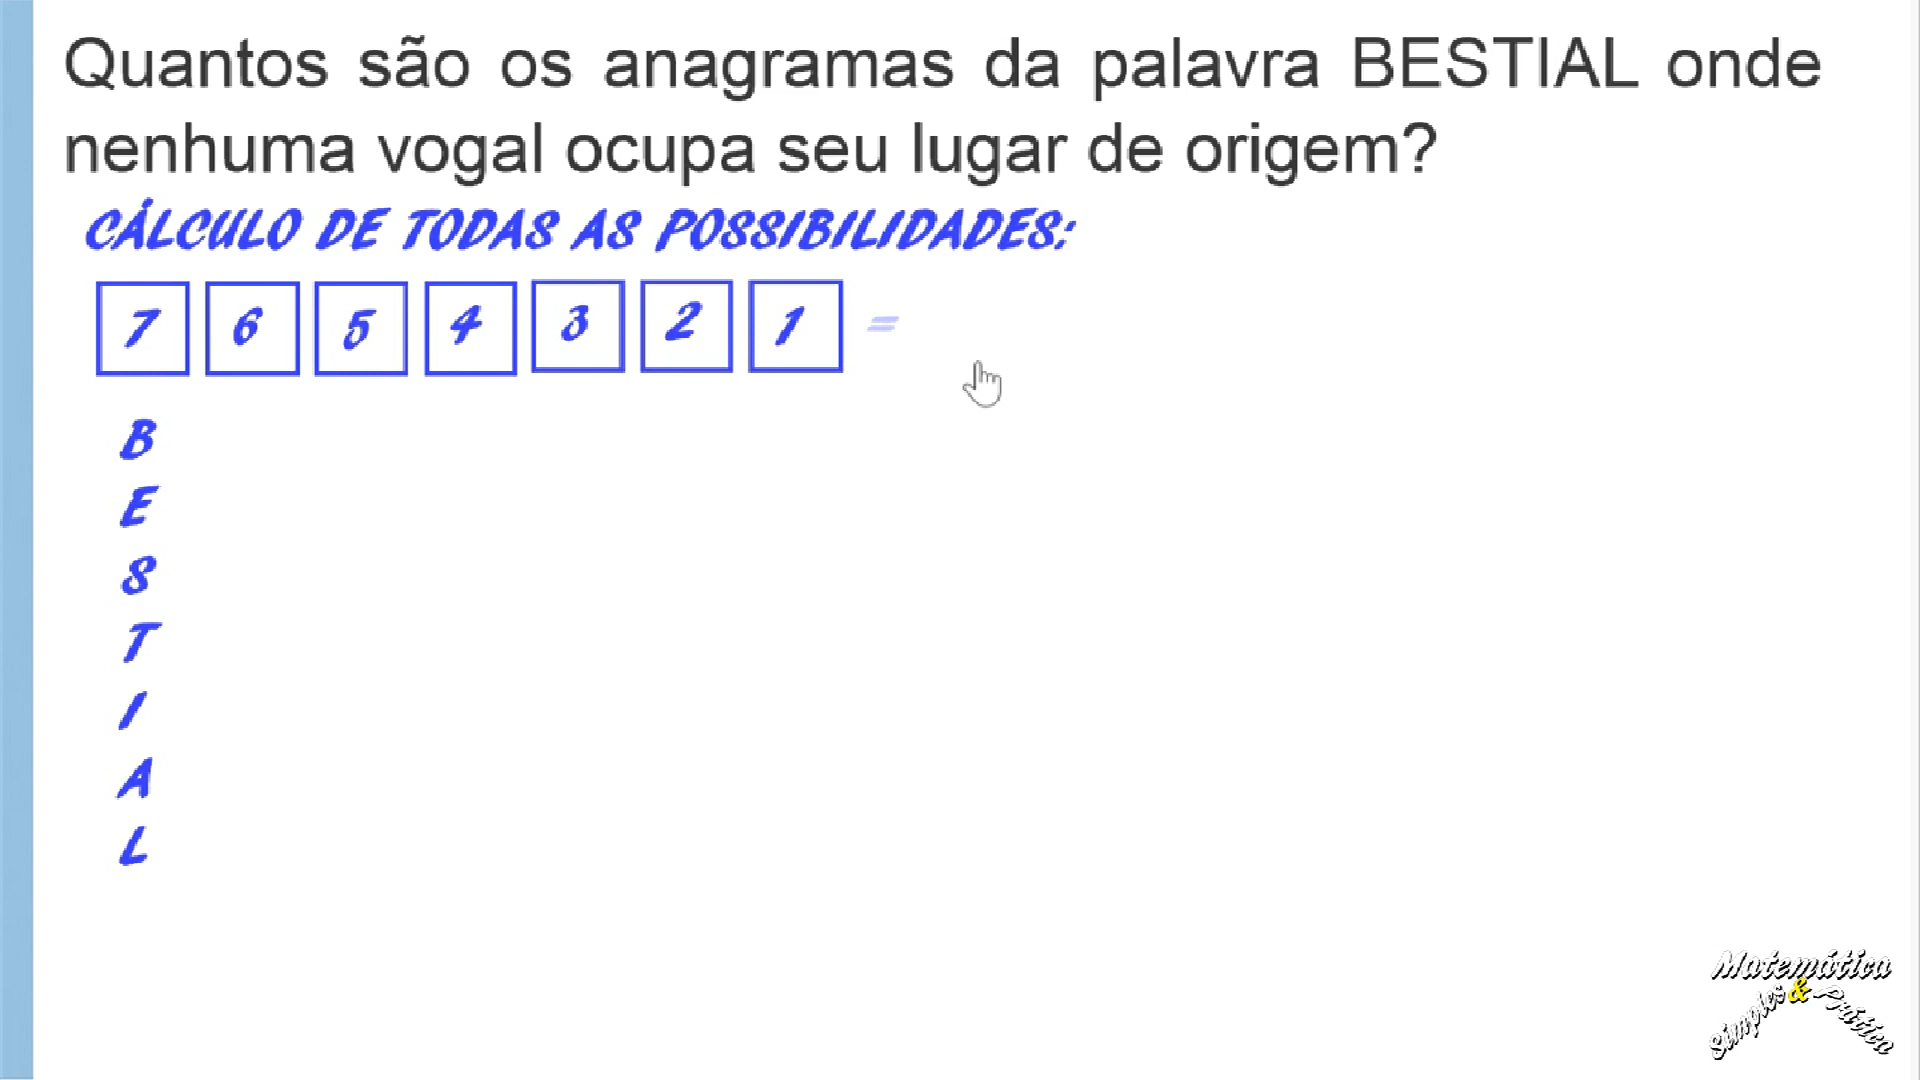 Quantos são os anagramas da palavra BESTIAL onde
nenhuma vogal ocupa seu lugar de origem?
CÁLCULO DE TODAS AS POSSIBILIDADES:
7 6 5 4 3 2 1 =
B
E
S
T
I
A
L
Matemática
Simples & Prática